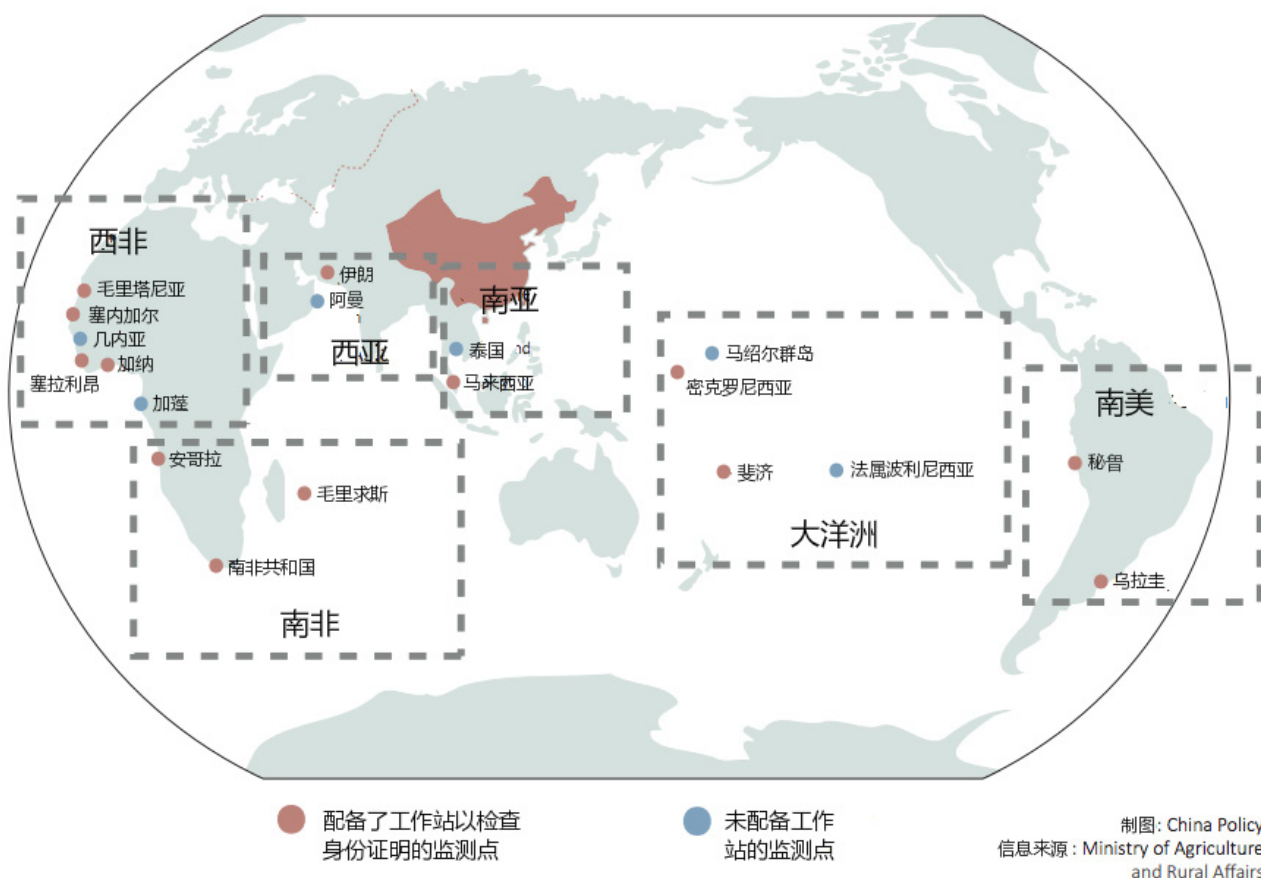 西非
毛里塔尼亚
塞内加尔
几内亚
加纳
塞拉利昂
加蓬
伊朗
阿曼
西亚
南亚
泰国 nd
马来西亚
安哥拉
毛里求斯
南非共和国
南非
马绍尔群岛
密克罗尼西亚
斐济
法属波利尼西亚
大洋洲
南美
秘鲁
乌拉圭
配备了工作站以检查
身份证明的监测点
未配备工作
站的监测点
制图: China Policy
信息来源 : Ministry of Agriculture
and Rural Affairs